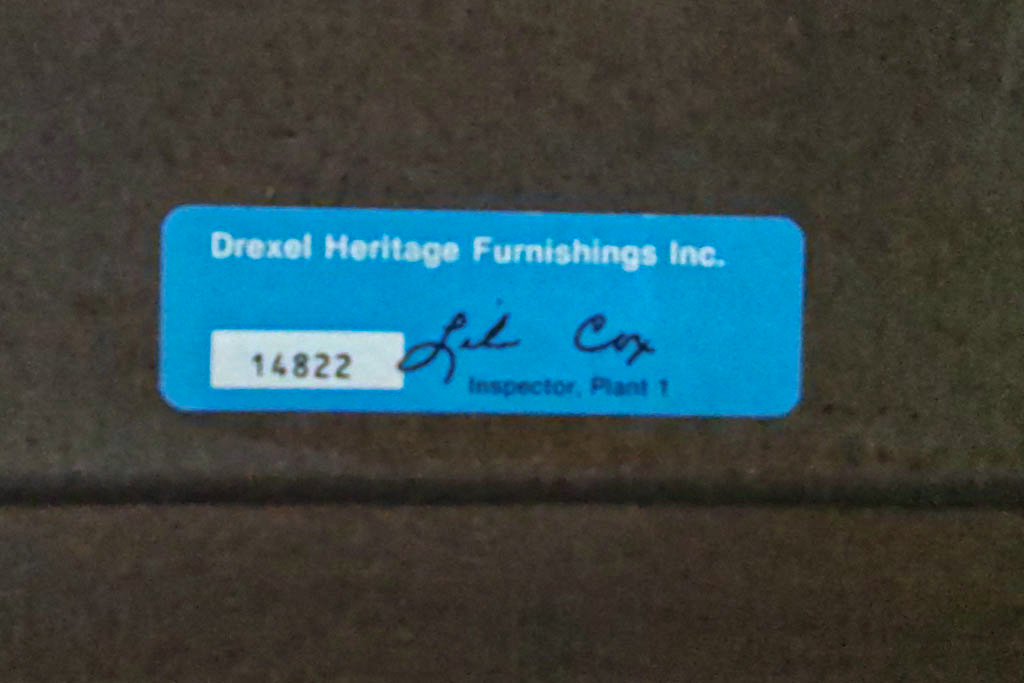 Drexel Heritage Furnishings Inc.
14822
Cox
Inspector, Plant 1